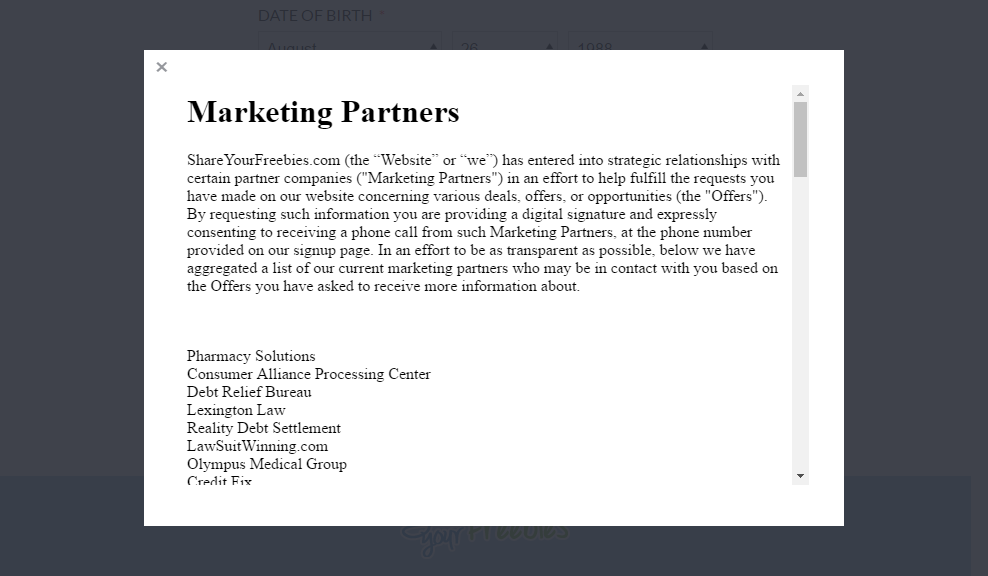 DATE OF BIRTH *
August 26 1988
×
Marketing Partners
ShareYourFreebies.com (the “Website” or “we”) has entered into strategic relationships with
certain partner companies ("Marketing Partners") in an effort to help fulfill the requests you
have made on our website concerning various deals, offers, or opportunities (the "Offers").
By requesting such information you are providing a digital signature and expressly
consenting to receiving a phone call from such Marketing Partners, at the phone number
provided on our signup page. In an effort to be as transparent as possible, below we have
aggregated a list of our current marketing partners who may be in contact with you based on
the Offers you have asked to receive more information about.
Pharmacy Solutions
Consumer Alliance Processing Center
Debt Relief Bureau
Lexington Law
Reality Debt Settlement
LawSuitWinning.com
Olympus Medical Group
Credit Fix
your Freebies